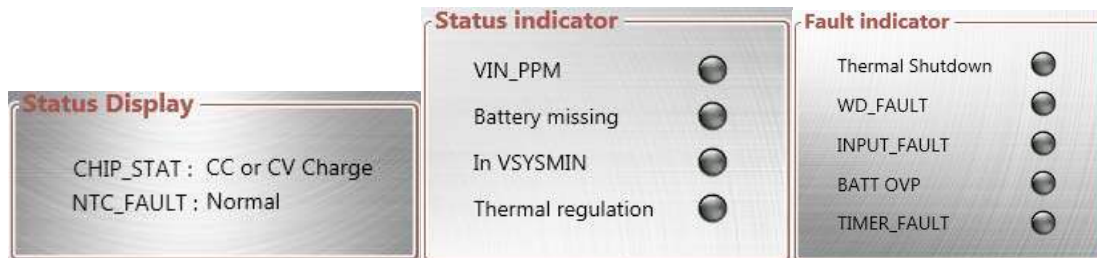 Status Display
CHIP_STAT : CC or CV Charge
NTC_FAULT : Normal
Status indicator
VIN_PPM
Battery missing
In VSYSMIN
Thermal regulation
Fault indicator
Thermal Shutdown
WD_FAULT
INPUT_FAULT
BATT OVP
TIMER_FAULT